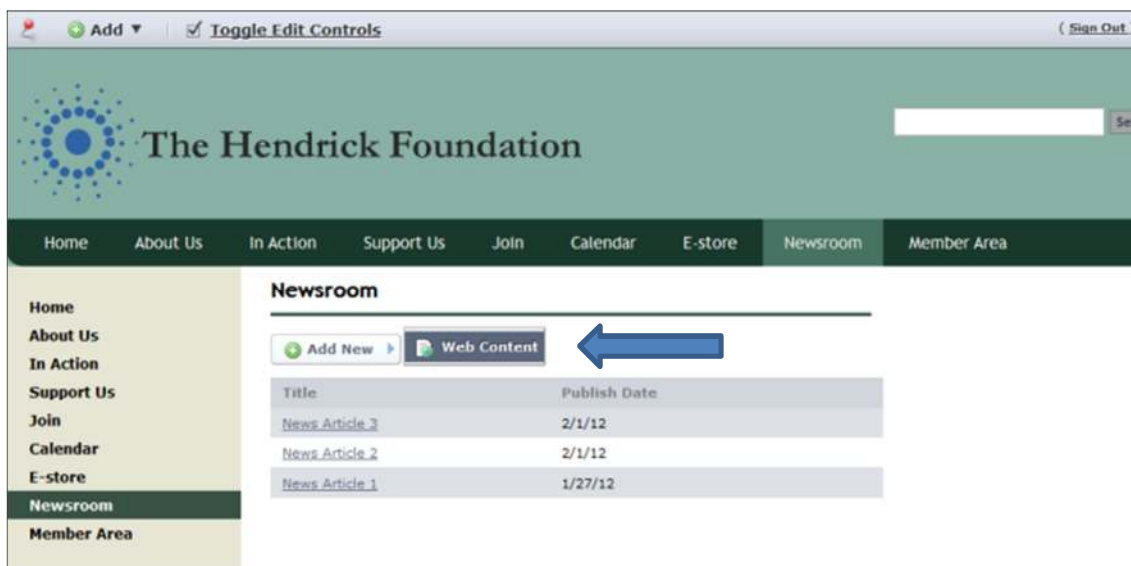 Add ▼ Toggle Edit Controls ( Sign Out
The Hendrick Foundation
Home About Us In Action Support Us Join Calendar E-store Newsroom Member Area
Home
About Us
In Action
Support Us
Join
Calendar
E-store
Newsroom
Member Area
Newsroom
Add New Web Content
Title Publish Date
News Article 3 2/1/12
News Article 2 2/1/12
News Article 1 1/27/12